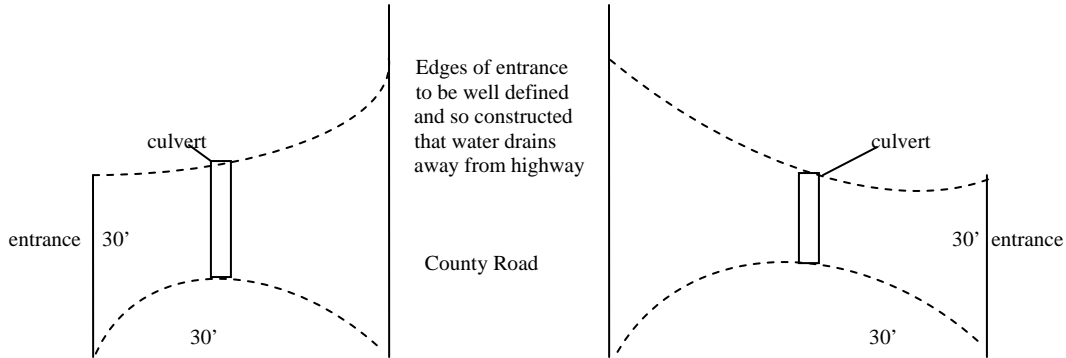 Edges of entrance
to be well defined
and so constructed
that water drains
away from highway
culvert
culvert
entrance
30’
30’
entrance
County Road
30’
30’